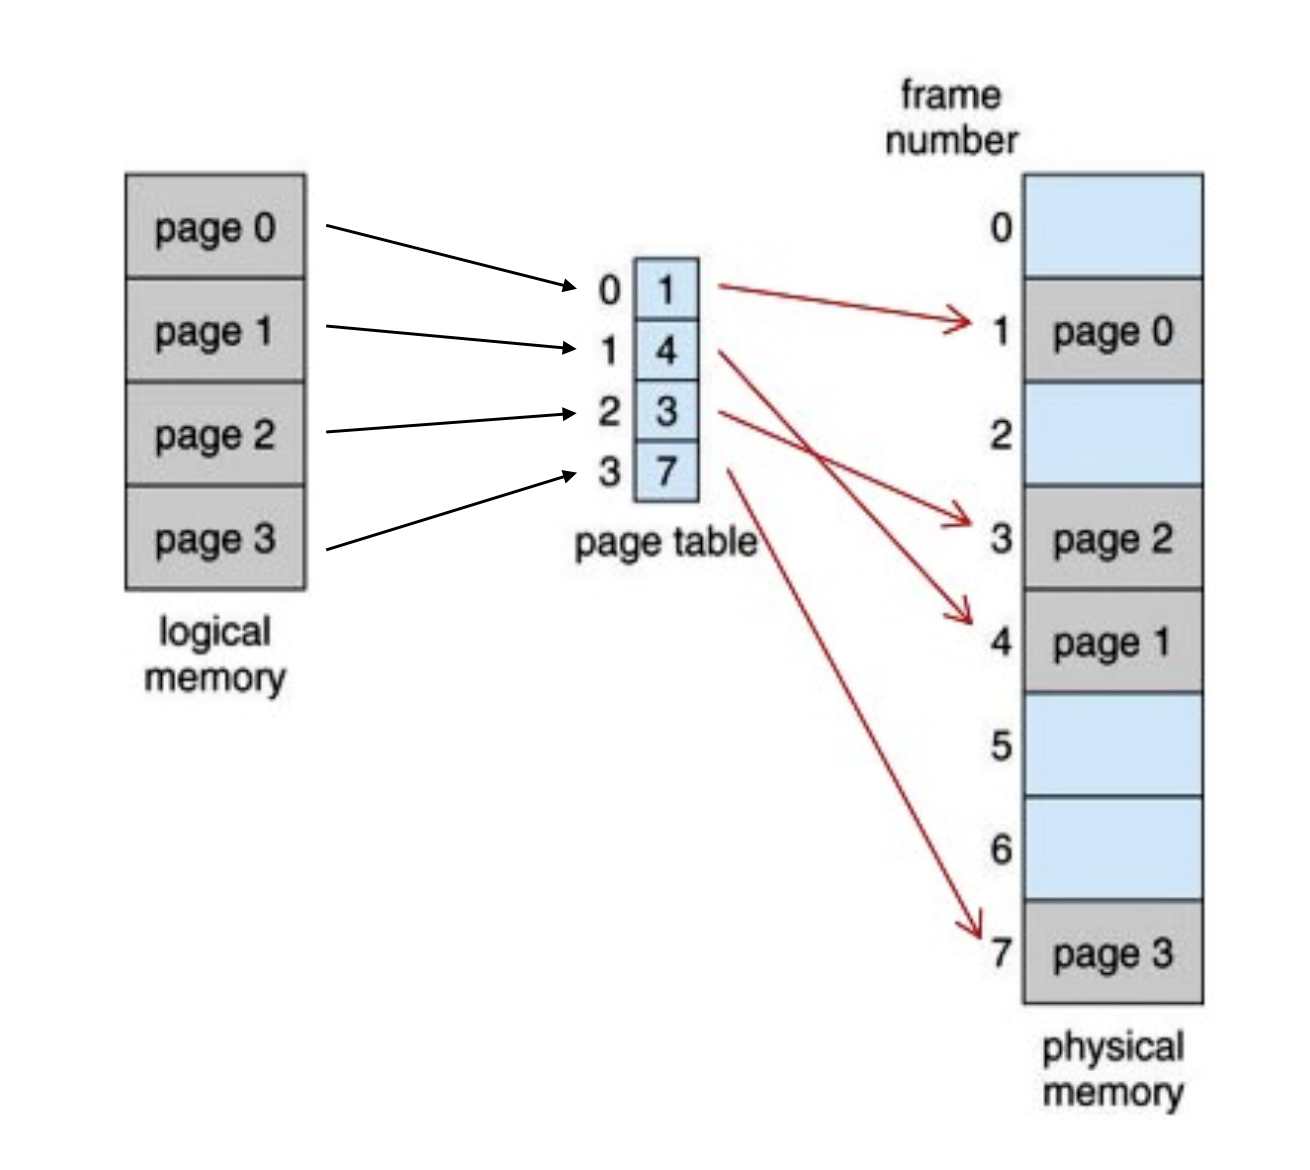 page 0
page 1
page 2
page 3
logical
memory
0 1
1 4
2 3
3 7
page table
frame
number
0
1 page 0
2
3 page 2
4 page 1
5
6
7 page 3
physical
memory